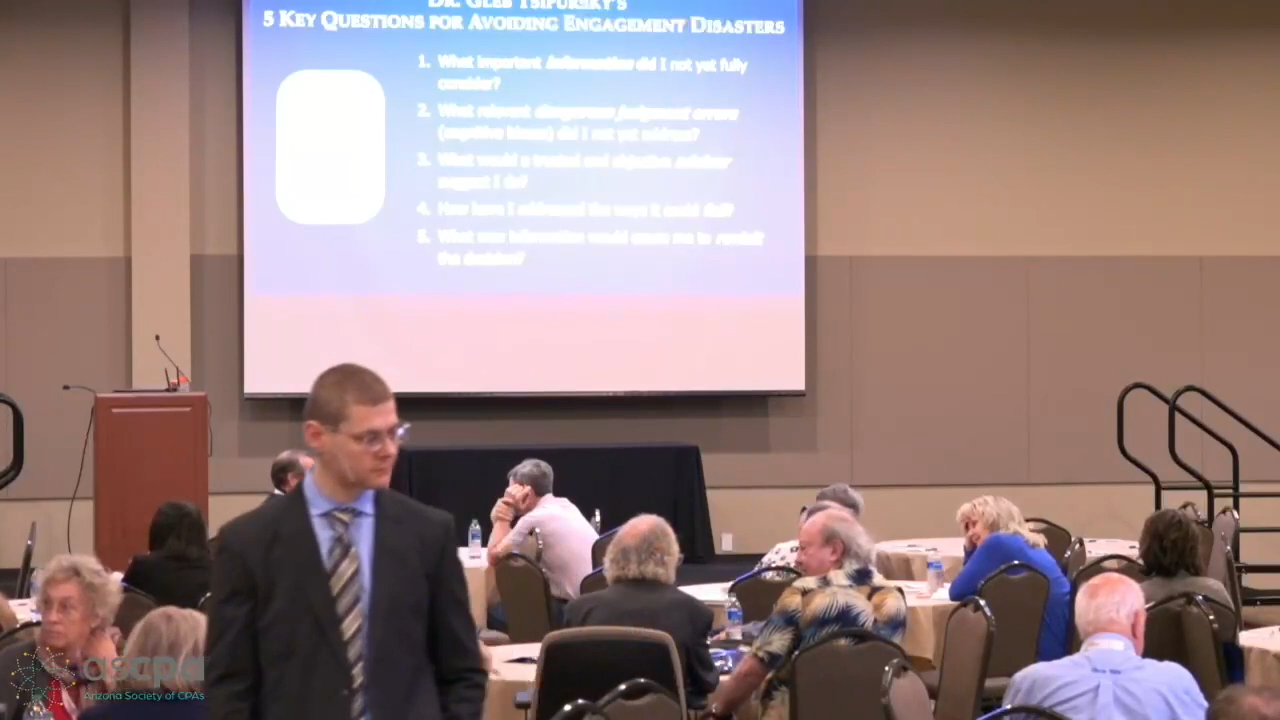 DR. GLEB TSIPURSKY'S
5 KEY QUESTIONS FOR AVOIDING ENGAGEMENT DISASTERS
1. What important information did I not yet fully
consider?
2. What relevant dangerous judgment errors
(cognitive biases) did I not yet address?
3. What would a trusted and objective advisor
suggest I do?
4. How have I addressed the ways it could fail?
5. What new information would cause me to revisit
the decision?
ascpa
Arizona Society of CPAs